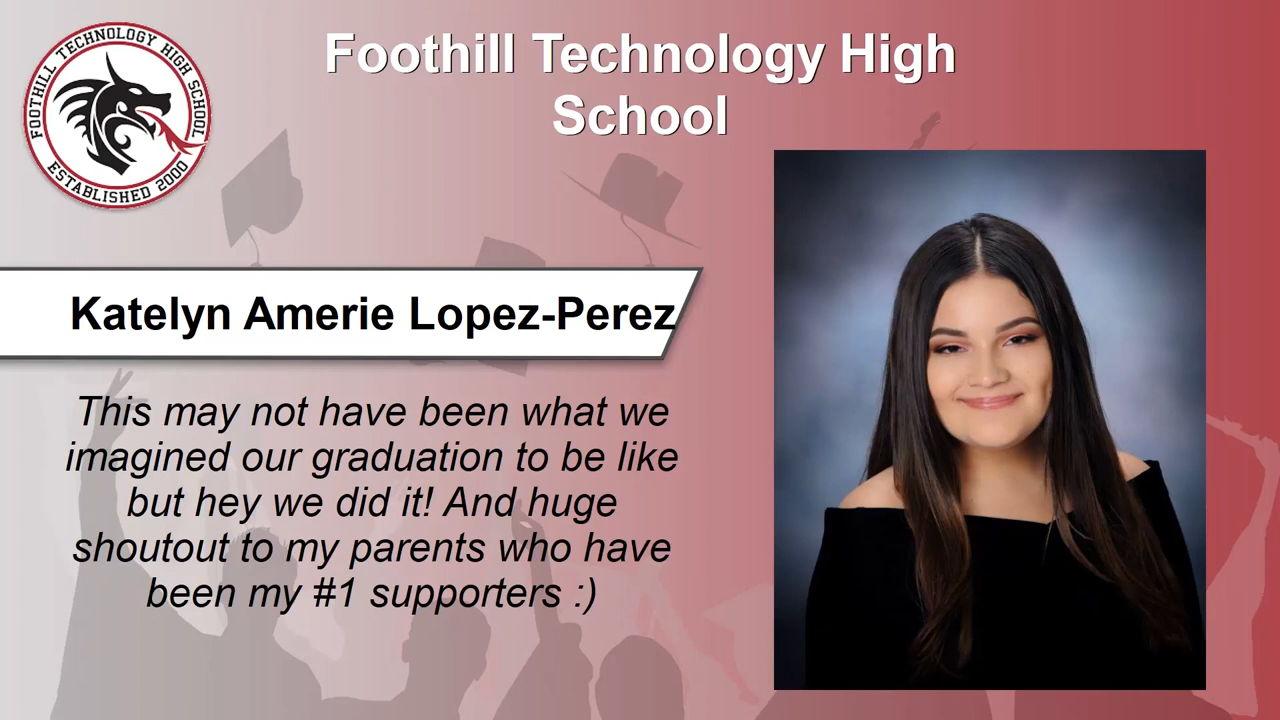 FOOTHILL TECHNOLOGY HIGH SCHOOL
ESTABLISHED 2000
Foothill Technology High
School
Katelyn Amerie Lopez-Perez
This may not have been what we
imagined our graduation to be like
but hey we did it! And huge
shoutout to my parents who have
been my #1 supporters :)